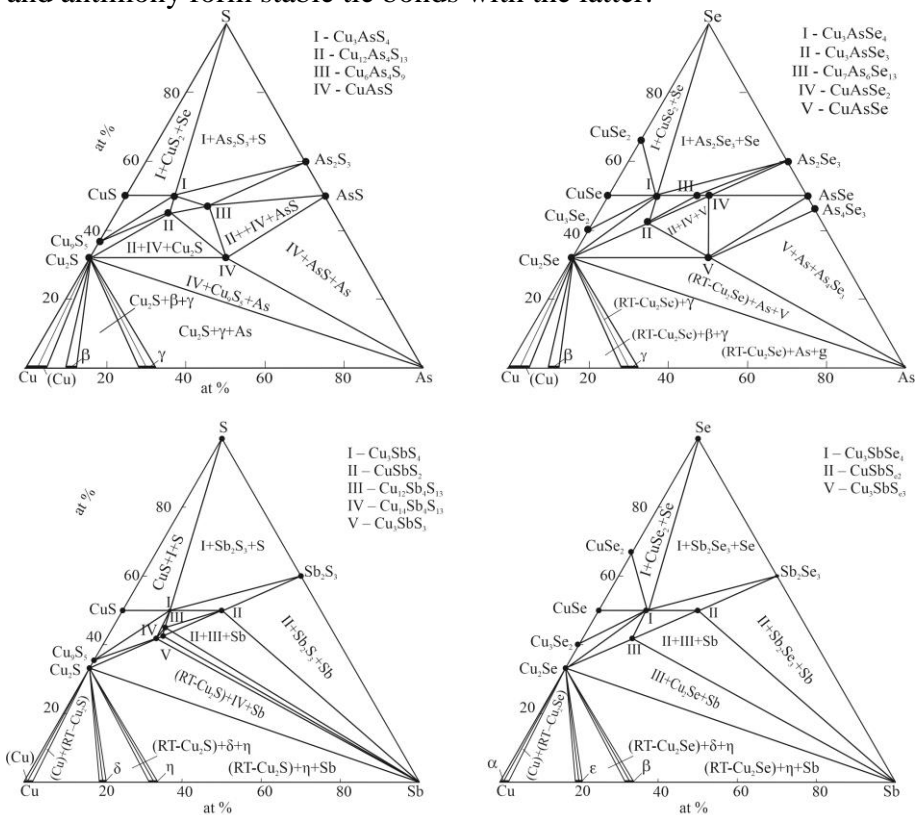 and antimony form stable tie bonds with the latter.
S
I - Cu₃AsS₄
II - Cu₁₂As₄S₁₃
III - Cu₆As₄S₉
IV - CuAsS
80
at %
I+CuS₂+Se
I+As₂S₃+S
60
As₂S₃
CuS
I
AsS
III
II
40
Cu₉S₅
II++IV+AsS
II+IV+Cu₂S
Cu₂S
IV
IV+AsS+As
IV+Cu₉S₅+As
20
Cu₂S+β+γ
Cu₂S+γ+As
β
γ
Cu
(Cu)
20
40
60
80
As
at %
Se
I - Cu₃AsSe₄
II - Cu₃AsSe₃
III - Cu₇As₆Se₁₃
IV - CuAsSe₂
V - CuAsSe
80
at %
CuSe₂
I+CuSe₂+Se
I+As₂Se₃+Se
60
As₂Se₃
CuSe
I
III
IV
AsSe
As₄Se₃
Cu₃Se₂
40
II
II+IV+V
Cu₂Se
V
V+As+As₄Se₃
(RT-Cu₂Se)+As+V
20
(RT-Cu₂Se)+γ
(RT-Cu₂Se)+β+γ
(RT-Cu₂Se)+As+g
β
γ
Cu
(Cu)
20
40
60
80
As
at %
S
I – Cu₃SbS₄
II – CuSbS₂
III – Cu₁₂Sb₄S₁₃
IV – Cu₁₄Sb₄S₁₃
V – Cu₃SbS₃
80
at %
CuS+I+S
I+Sb₂S₃+S
60
Sb₂S₃
CuS
I
II
III
40
IV
II+III+Sb
V
Cu₉S₅
Cu₂S
II+Sb₂S₃+Sb
(RT-Cu₂S)+IV+Sb
20
(Cu)+(RT–Cu₂S)
(RT-Cu₂S)+δ+η
(RT-Cu₂S)+η+Sb
(Cu)
δ
η
Cu
20
40
60
80
Sb
at %
Se
I – Cu₃SbSe₄
II – CuSbSₑ₂
V – Cu₃SbSₑ₃
80
at %
CuSe₂
I+CuSe₂+Se
I+Sb₂Se₃+Se
60
Sb₂Se₃
CuSe
I
II
Cu₃Se₂
40
III
II+III+Sb
Cu₂Se
II+Sb₂Se₃+Sb
III+Cu₂Se+Sb
20
(Cu)+(RT-Cu₂Se)
(RT-Cu₂Se)+δ+η
(RT-Cu₂Se)+η+Sb
α
ε
β
Cu
20
40
60
80
Sb
at %